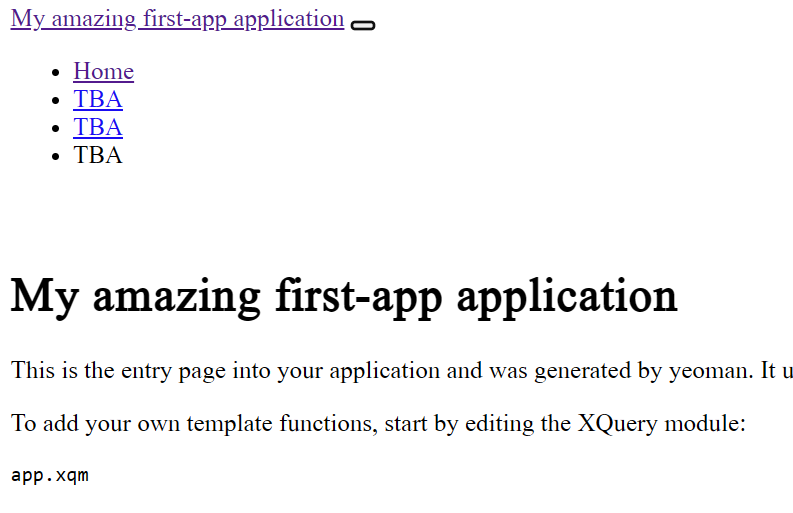 My amazing first-app application
Home
TBA
TBA
TBA
My amazing first-app application
This is the entry page into your application and was generated by yeoman. It u
To add your own template functions, start by editing the XQuery module:
app.xqm